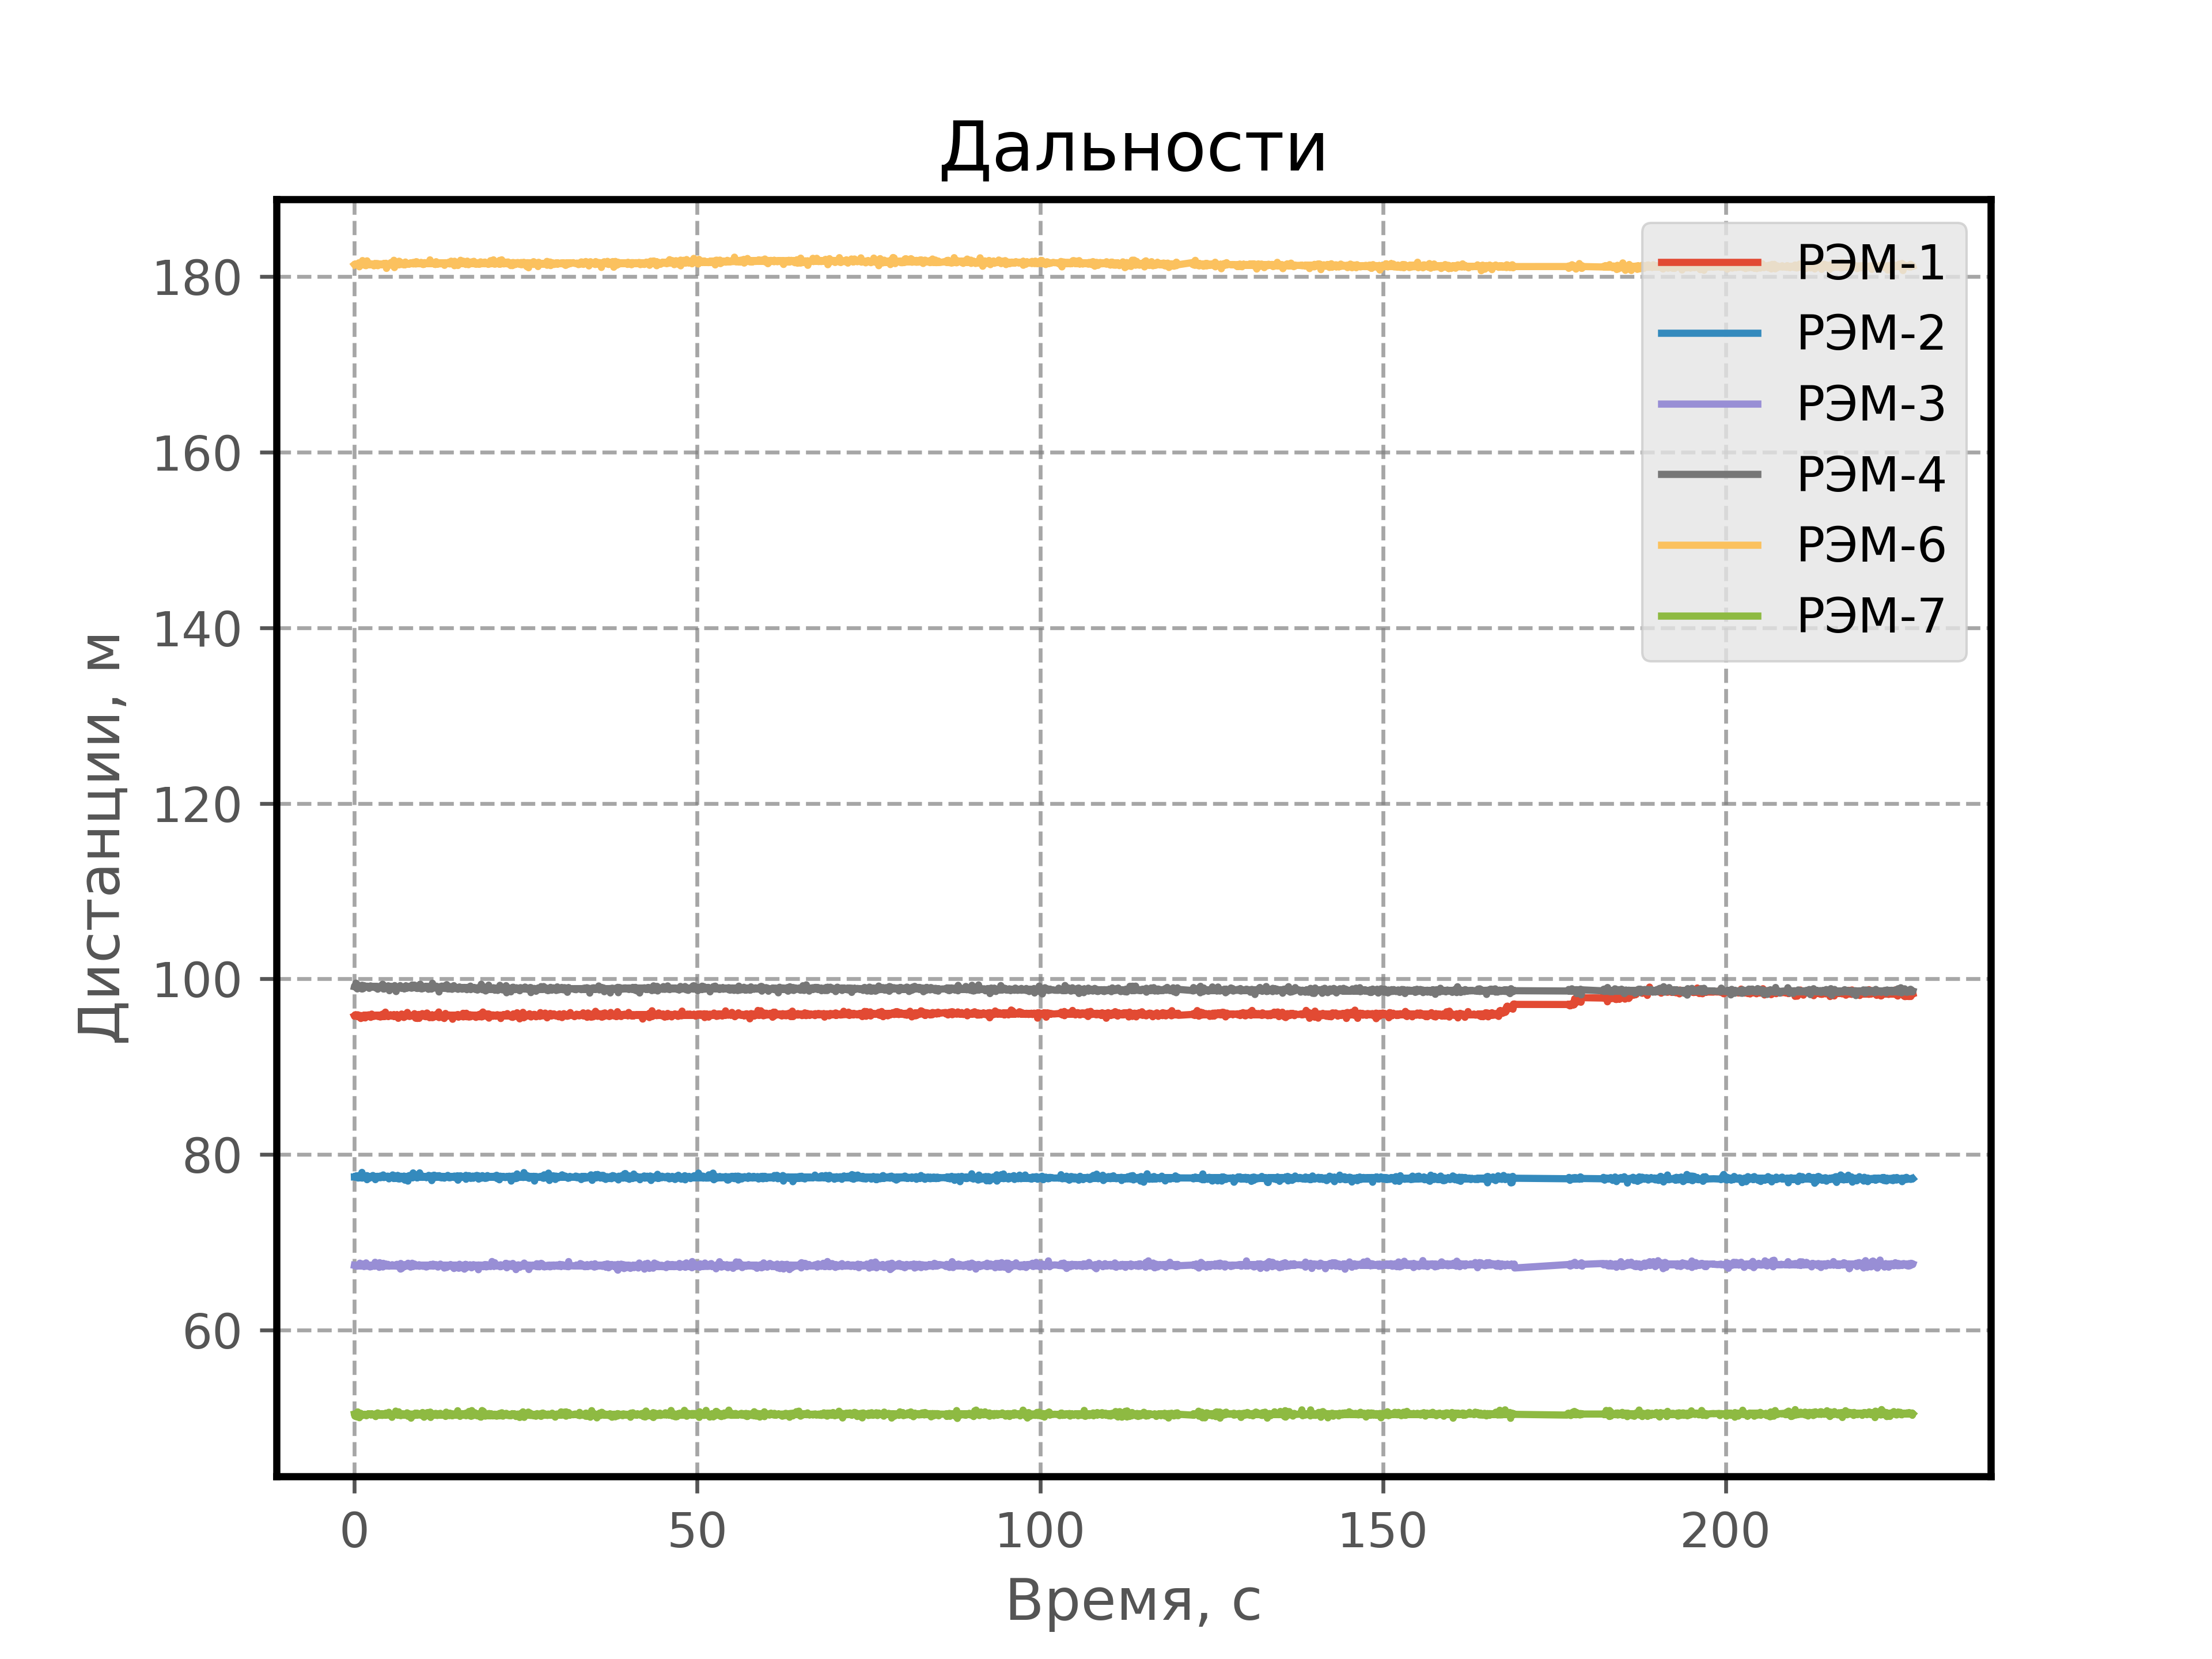 Дальности
РЭМ-1
РЭМ-2
РЭМ-3
РЭМ-4
РЭМ-6
РЭМ-7
Дистанции, м
180
160
140
120
100
80
60
0 50 100 150 200
Время, с